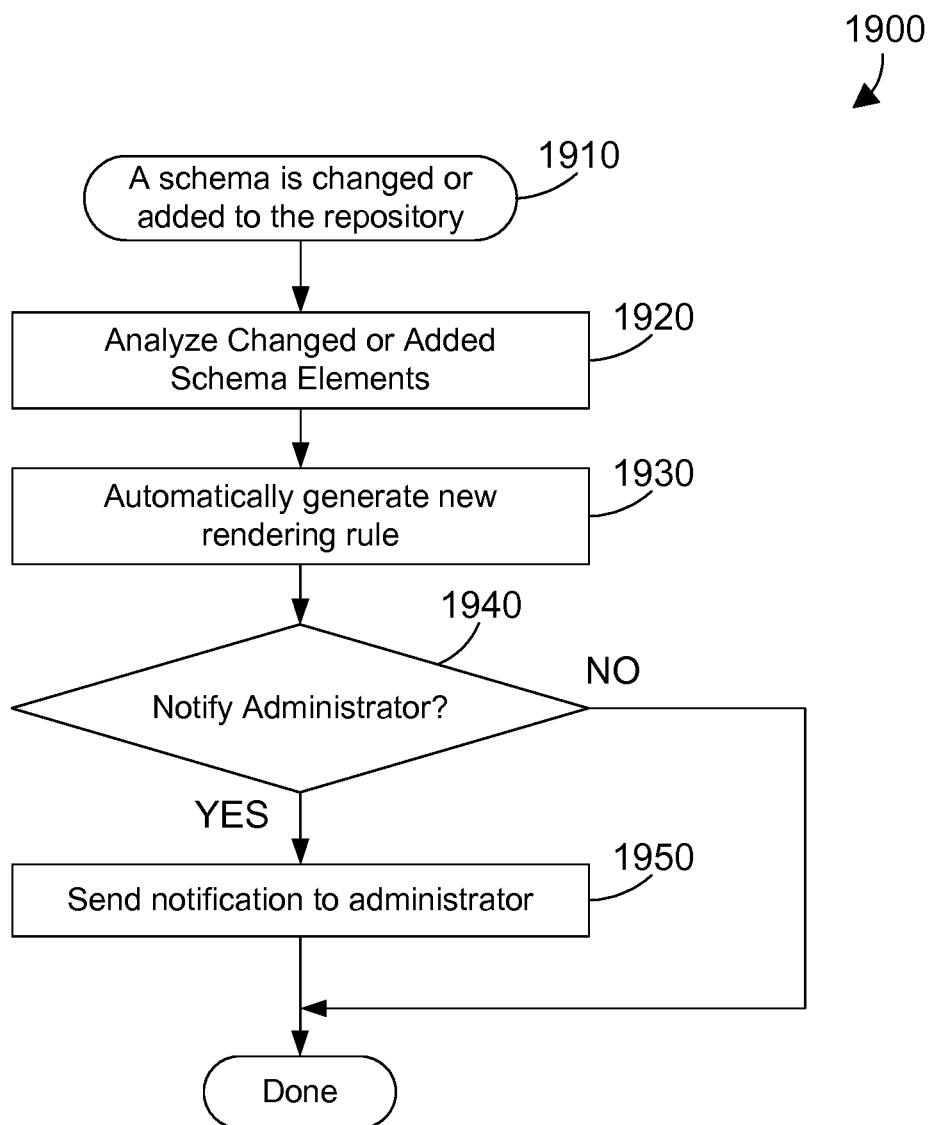 1900
1910
A schema is changed or
added to the repository
1920
Analyze Changed or Added
Schema Elements
1930
Automatically generate new
rendering rule
1940
NO
Notify Administrator?
YES
1950
Send notification to administrator
Done